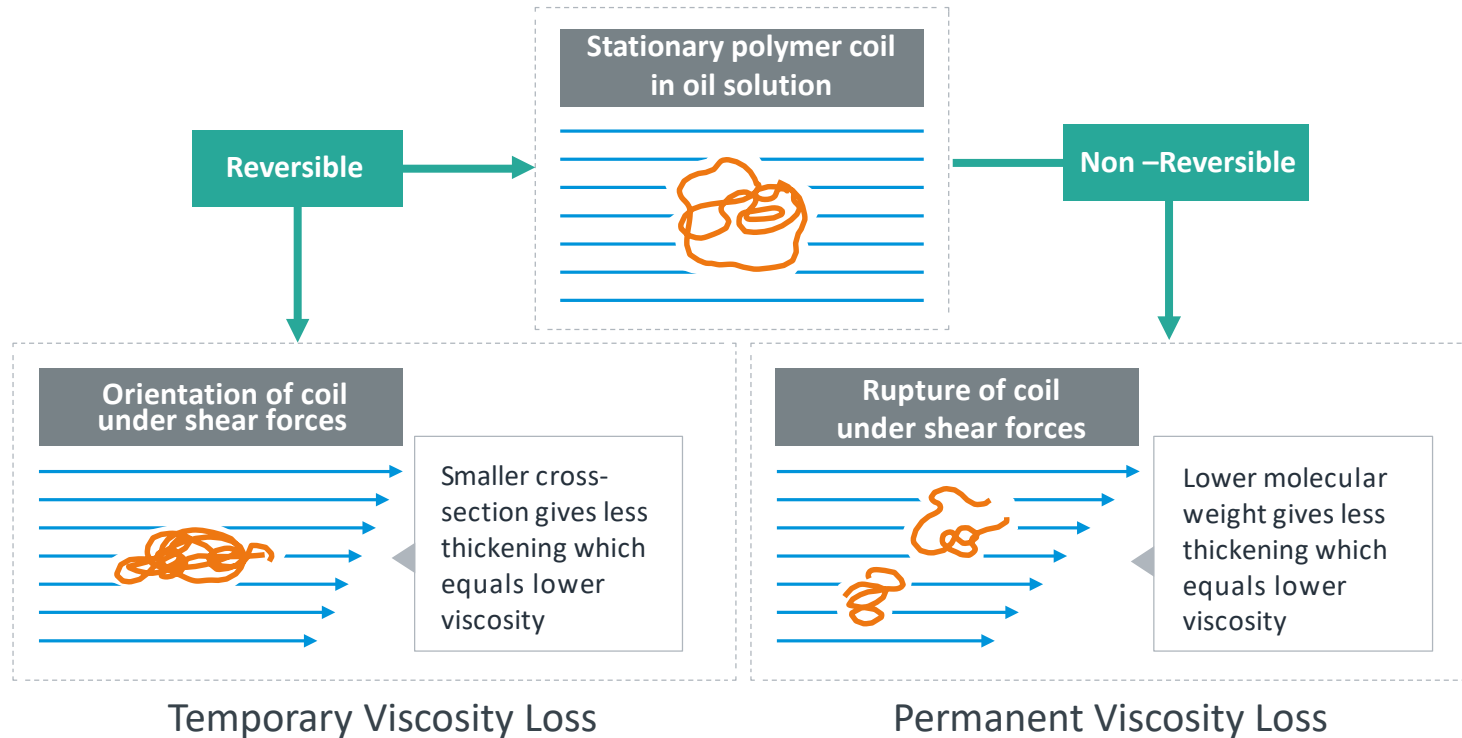 Stationary polymer coil
in oil solution
Reversible
Non –Reversible
Orientation of coil
under shear forces
Smaller cross-
section gives less
thickening which
equals lower
viscosity
Rupture of coil
under shear forces
Lower molecular
weight gives less
thickening which
equals lower
viscosity
Temporary Viscosity Loss
Permanent Viscosity Loss